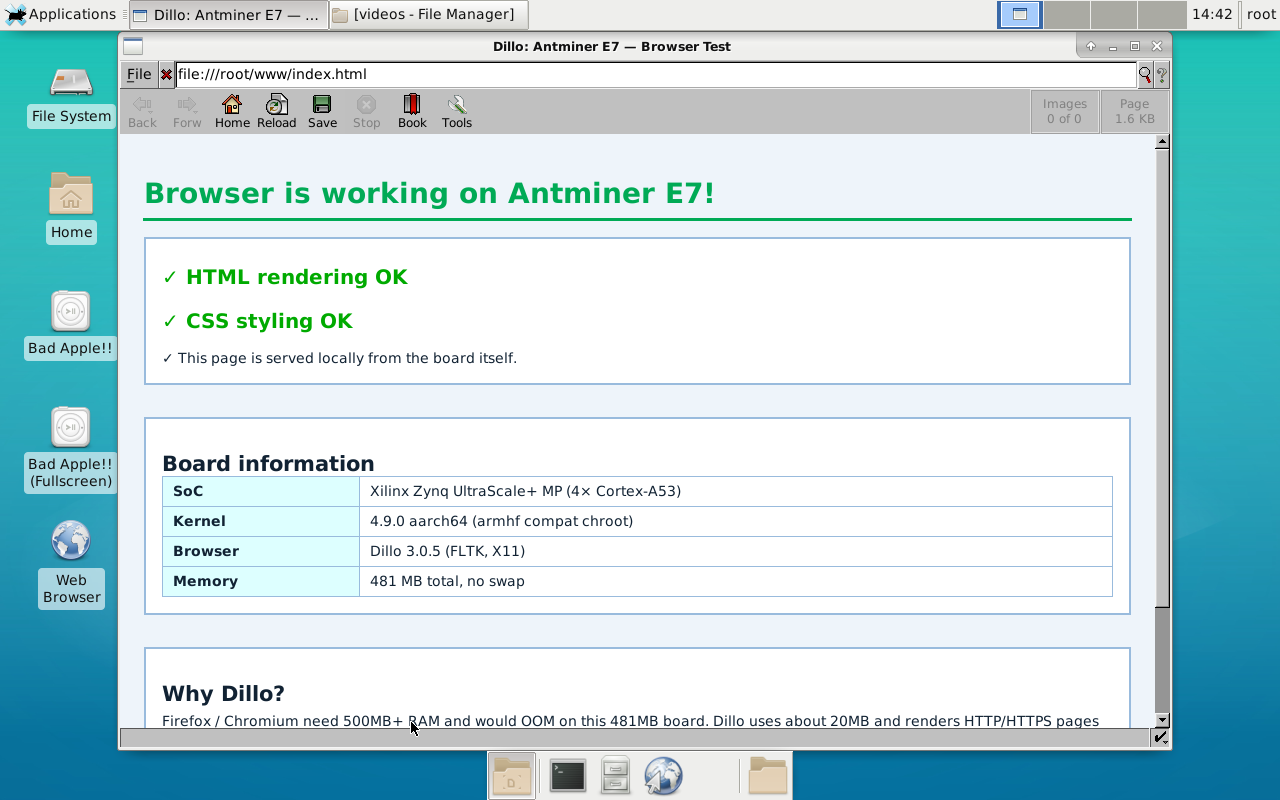 Applications
Dillo: Antminer E7 — ...
[videos - File Manager]
14:42
root
Dillo: Antminer E7 — Browser Test
File
file:///root/www/index.html
Back
Forw
Home
Reload
Save
Stop
Book
Tools
Images
0 of 0
Page
1.6 KB
File System
Home
Bad Apple!!
Bad Apple!!
(Fullscreen)
Web
Browser
Browser is working on Antminer E7!
✓ HTML rendering OK
✓ CSS styling OK
✓ This page is served locally from the board itself.
Board information
SoC Xilinx Zynq UltraScale+ MP (4× Cortex-A53)
Kernel 4.9.0 aarch64 (armhf compat chroot)
Browser Dillo 3.0.5 (FLTK, X11)
Memory 481 MB total, no swap
Why Dillo?
Firefox / Chromium need 500MB+ RAM and would OOM on this 481MB board. Dillo uses about 20MB and renders HTTP/HTTPS pages